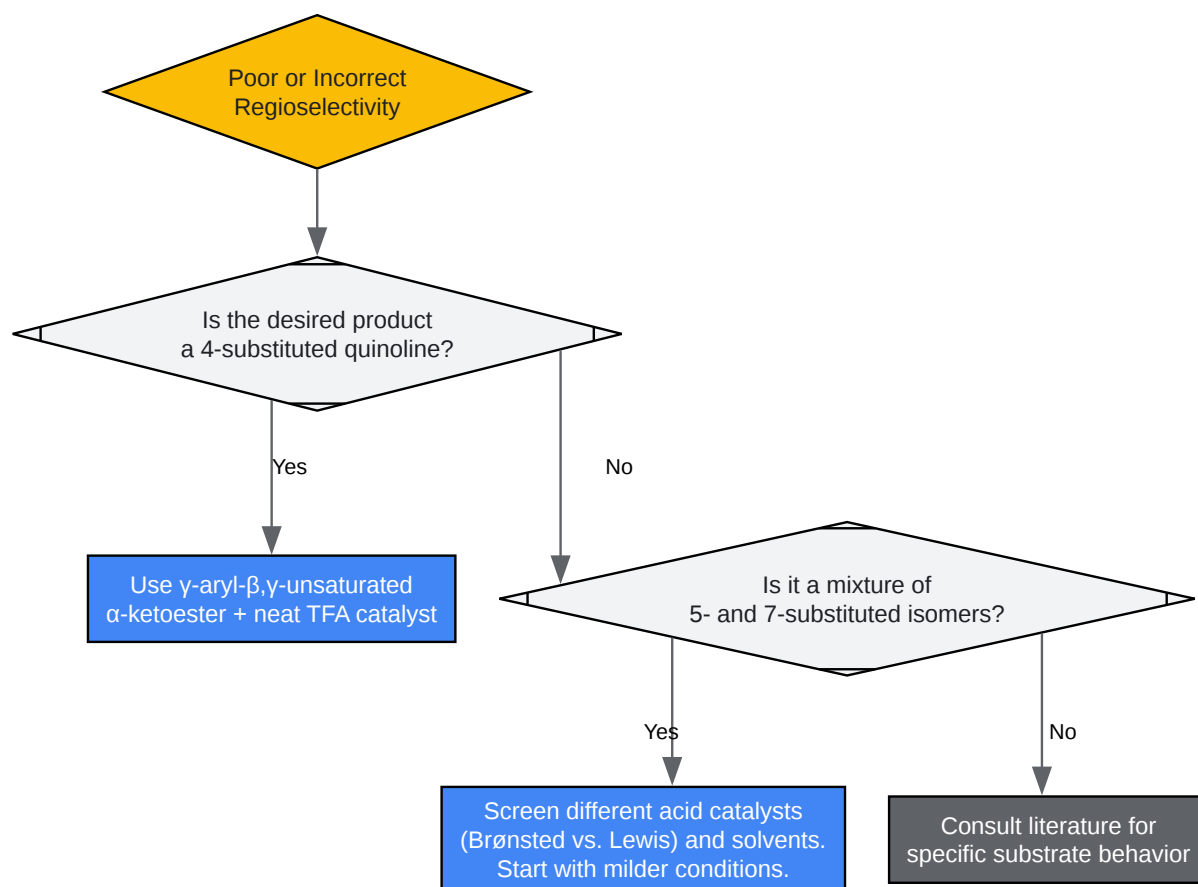 Poor or Incorrect
Regioselectivity
Is the desired product
a 4-substituted quinoline?
Yes
No
Use γ-aryl-β,γ-unsaturated
α-ketoester + neat TFA catalyst
Is it a mixture of
5- and 7-substituted isomers?
Yes
No
Screen different acid catalysts
(Brønsted vs. Lewis) and solvents.
Start with milder conditions.
Consult literature for
specific substrate behavior